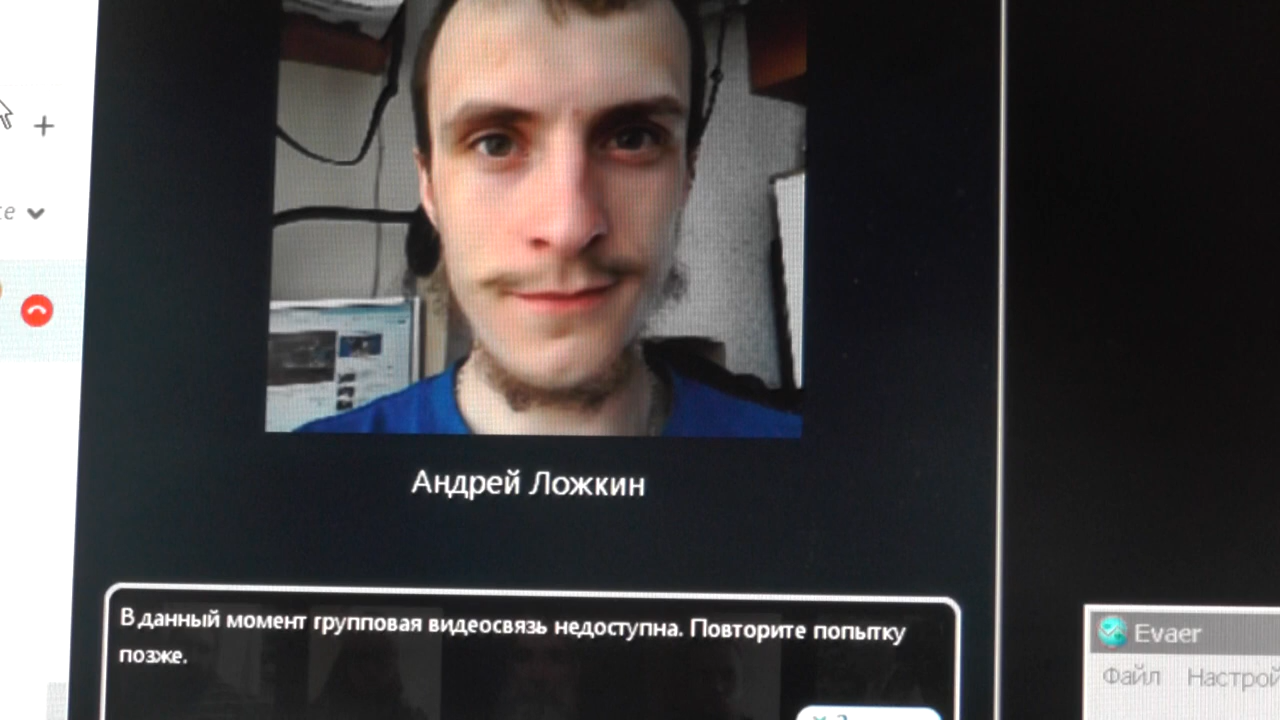 Андрей Ложкин
В данный момент групповая видеосвязь недоступна. Повторите попытку
позже.
Evaer
Файл